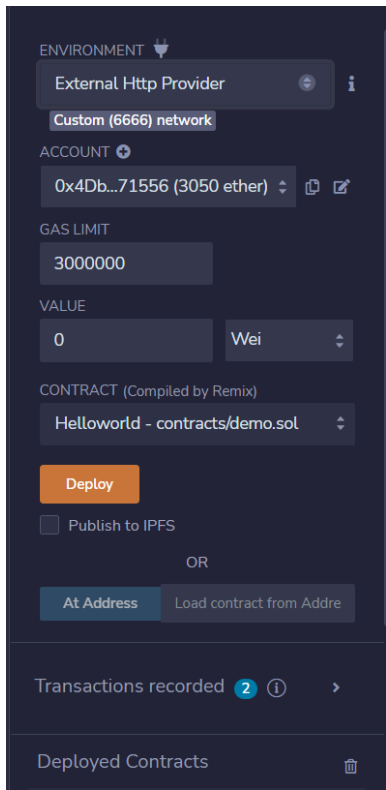 ENVIRONMENT
External Http Provider
Custom (6666) network
ACCOUNT
0x4Db...71556 (3050 ether)
GAS LIMIT
3000000
VALUE
0 Wei
CONTRACT (Compiled by Remix)
Helloworld - contracts/demo.sol
Deploy
Publish to IPFS
OR
At Address Load contract from Addre
Transactions recorded 2
Deployed Contracts